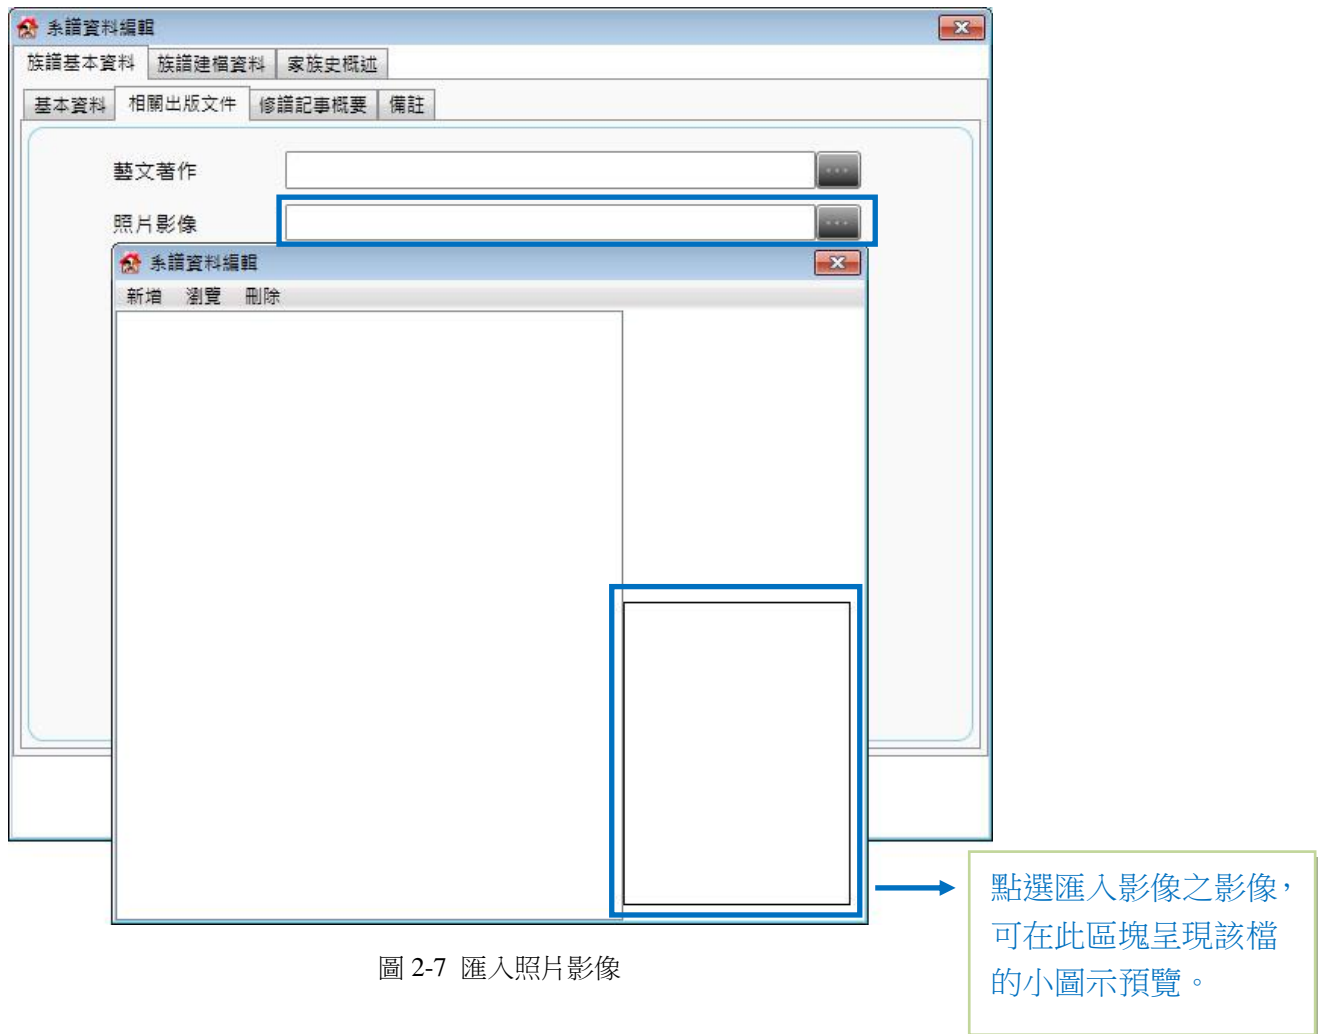 系譜資料編輯
族譜基本資料 族譜建檔資料 家族史概述
基本資料 相關出版文件 修譜記事概要 備註
藝文著作
照片影像
系譜資料編輯
新增 瀏覽 刪除
點選匯入影像之影像，
可在此區塊呈現該檔
的小圖示預覽。
圖 2-7 匯入照片影像